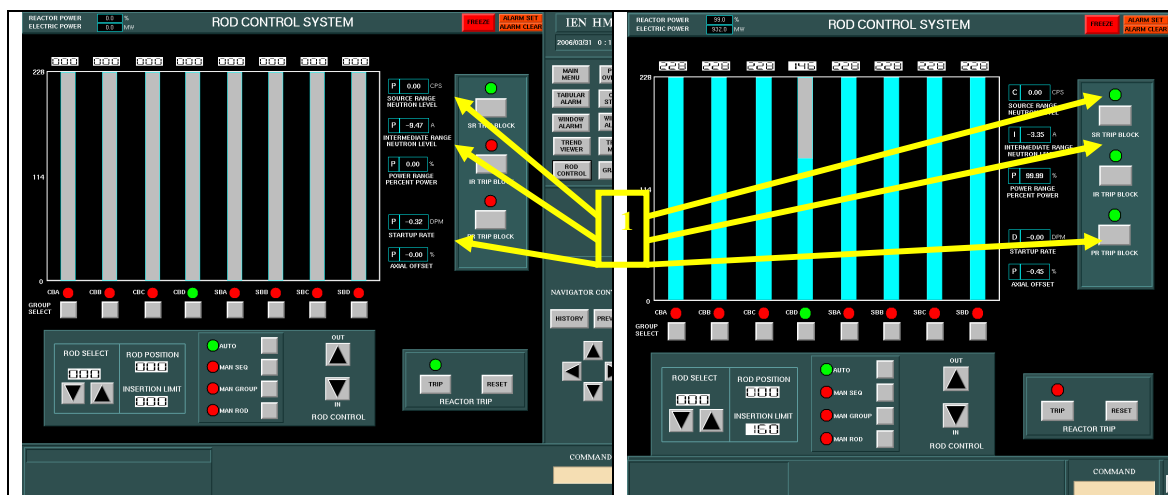 REACTOR POWER 0.0 %
ELECTRIC POWER 0.0 MW
ROD CONTROL SYSTEM
FREEZE
ALARM SET
ALARM CLEAR
000 000 000 000 000 000 000 000
228
114
0
P 0.00 CPS
SOURCE RANGE
NEUTRON LEVEL
P -9.47 A
INTERMEDIATE RANGE
NEUTRON LEVEL
P 0.00 %
POWER RANGE
PERCENT POWER
P -0.32 DPM
STARTUP RATE
P -0.00 %
AXIAL OFFSET
SR TRIP BLOCK
IR TRIP BLOCK
PR TRIP BLOCK
CBA CBB CBC CBD SBA SBB SBC SBD
GROUP
SELECT
ROD SELECT
000
ROD POSITION
000
INSERTION LIMIT
000
AUTO
MAN SEQ
MAN GROUP
MAN ROD
OUT
IN
ROD CONTROL
TRIP
RESET
REACTOR TRIP
IEN HM
2006/03/31 0 : 1
MAIN
MENU
TABULAR
ALARM
WINDOW
ALARM1
TREND
VIEWER
ROD
CONTROL
NAVIGATOR CON
HISTORY
PREV
COMMAND
1
REACTOR POWER 99.0 %
ELECTRIC POWER 932.0 MW
ROD CONTROL SYSTEM
FREEZE
ALARM SET
ALARM CLEAR
228 228 228 146 228 228 228 228
228
114
0
C 0.00 CPS
SOURCE RANGE
NEUTRON LEVEL
I -3.35 A
INTERMEDIATE RANGE
NEUTRON LEVEL
P 99.99 %
POWER RANGE
PERCENT POWER
D -0.00 DPM
STARTUP RATE
P -0.45 %
AXIAL OFFSET
SR TRIP BLOCK
IR TRIP BLOCK
PR TRIP BLOCK
CBA CBB CBC CBD SBA SBB SBC SBD
GROUP
SELECT
ROD SELECT
000
ROD POSITION
000
INSERTION LIMIT
160
AUTO
MAN SEQ
MAN GROUP
MAN ROD
OUT
IN
ROD CONTROL
TRIP
RESET
REACTOR TRIP
COMMAND